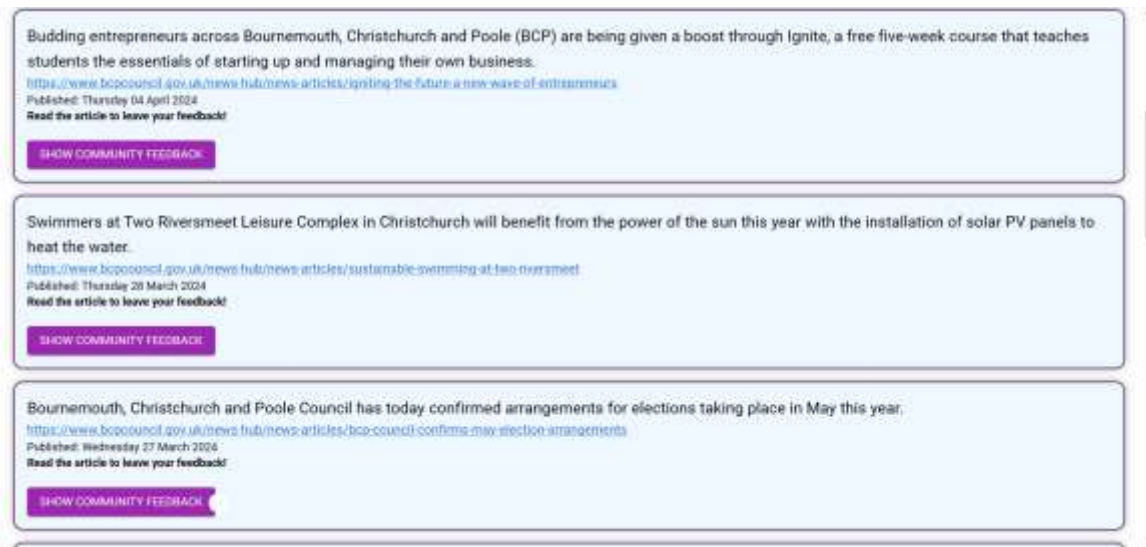 Budding entrepreneurs across Bournemouth, Christchurch and Poole (BCP) are being given a boost through Ignite, a free five-week course that teaches
students the essentials of starting up and managing their own business.
https://www.bcpcouncil.gov.uk/news-hub/news-articles/igniting-the-future-a-new-wave-of-entrepreneurs
Published: Thursday 04 April 2024
Read the article to leave your feedback!
SHOW COMMUNITY FEEDBACK
Swimmers at Two Riversmeet Leisure Complex in Christchurch will benefit from the power of the sun this year with the installation of solar PV panels to
heat the water.
https://www.bcpcouncil.gov.uk/news-hub/news-articles/sustainable-swimming-at-two-riversmeet
Published: Thursday 28 March 2024
Read the article to leave your feedback!
SHOW COMMUNITY FEEDBACK
Bournemouth, Christchurch and Poole Council has today confirmed arrangements for elections taking place in May this year.
https://www.bcpcouncil.gov.uk/news-hub/news-articles/bcp-council-confirms-may-election-arrangements
Published: Wednesday 27 March 2024
Read the article to leave your feedback!
SHOW COMMUNITY FEEDBACK